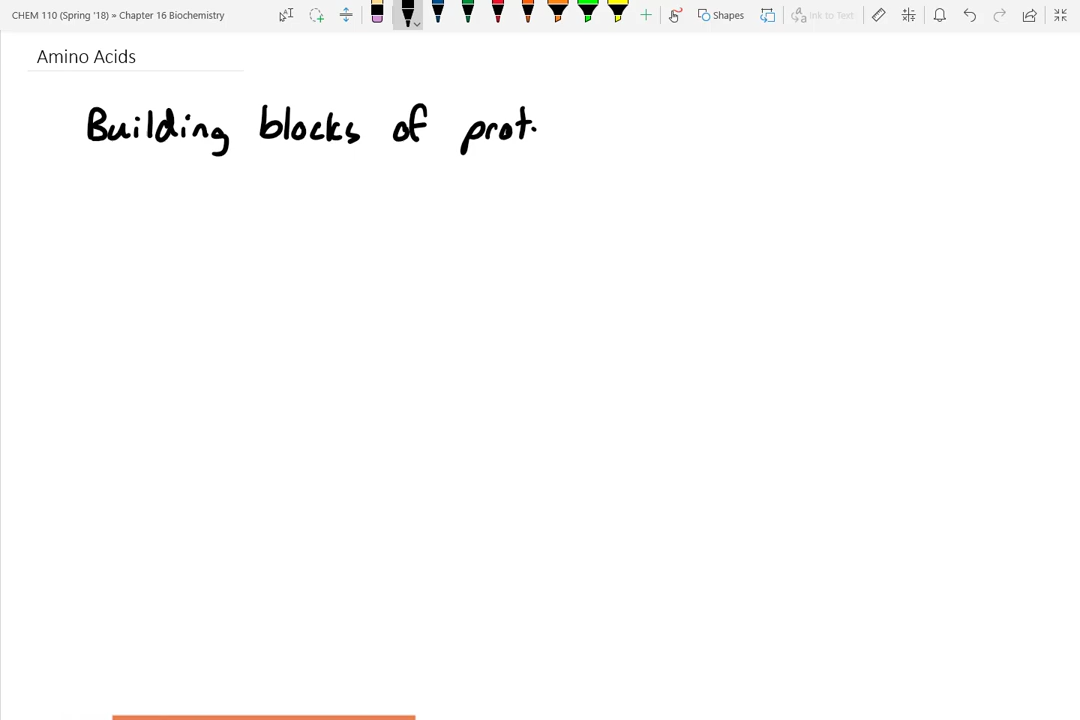 CHEM 110 (Spring '18) » Chapter 16 Biochemistry
Shapes
Ink to Text
Amino Acids
Building blocks of prot.